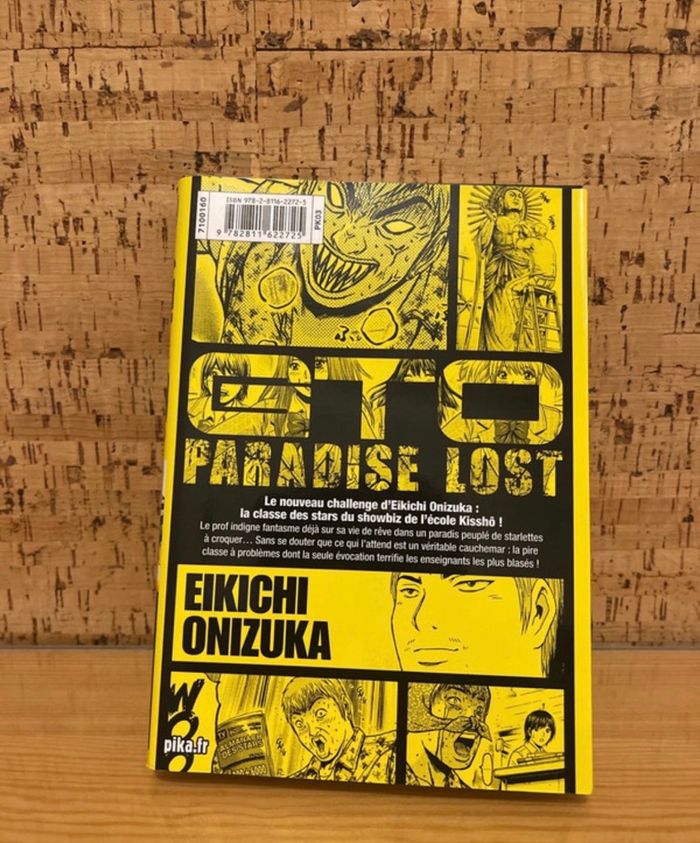 7100160
ISBN 978-2-8116-2272-5
9 782811 622725
PK03
GTO
PARADISE LOST
Le nouveau challenge d'Eikichi Onizuka :
la classe des stars du showbiz de l'école Kisshô !
Le prof indigne fantasme déjà sur sa vie de rêve dans un paradis peuplé de starlettes
à croquer… Sans se douter que ce qui l'attend est un véritable cauchemar : la pire
classe à problèmes dont la seule évocation terrifie les enseignants les plus blasés !
EIKICHI
ONIZUKA
ALMANACH
DES STARS
pika.fr